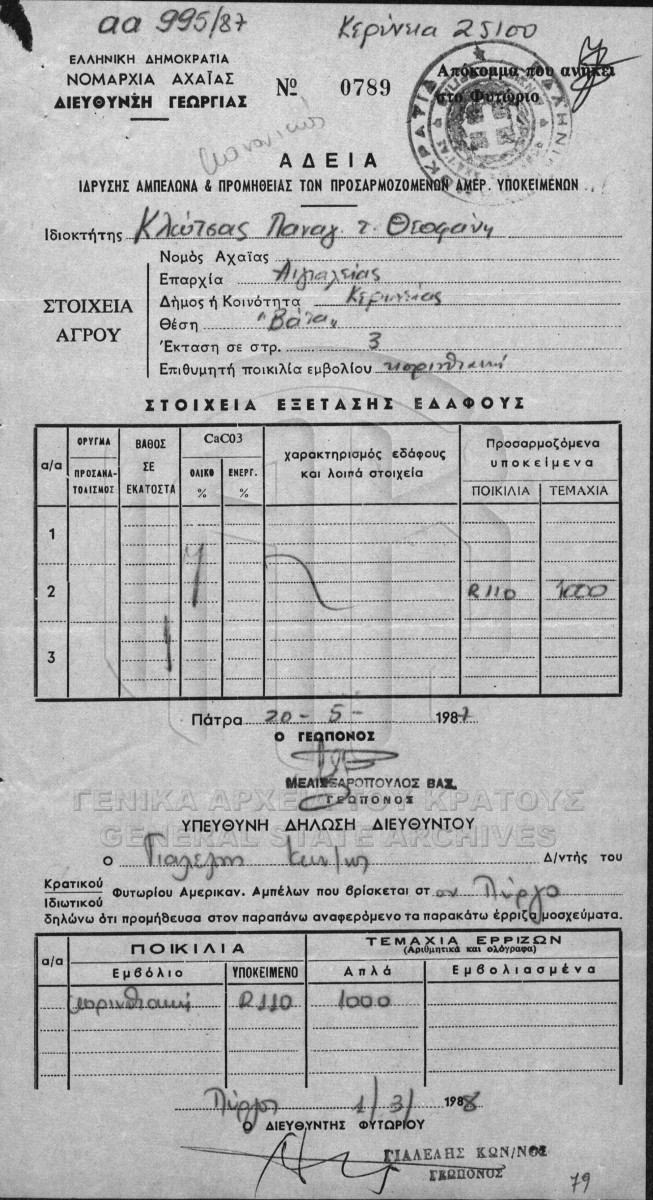 αα 995/87
Κερύνεια 25100
ΕΛΛΗΝΙΚΗ ΔΗΜΟΚΡΑΤΙΑ
ΝΟΜΑΡΧΙΑ ΑΧΑΪΑΣ
ΔΙΕΥΘΥΝΣΗ ΓΕΩΡΓΙΑΣ
Nº 0789
Απόκομμα που ανήκει
στο Φυτώριο
ΑΔΕΙΑ
ΙΔΡΥΣΗΣ ΑΜΠΕΛΩΝΑ & ΠΡΟΜΗΘΕΙΑΣ ΤΩΝ ΠΡΟΣΑΡΜΟΖΟΜΕΝΩΝ ΑΜΕΡ. ΥΠΟΚΕΙΜΕΝΩΝ
Ιδιοκτήτης Κλώτσας Παναγ. τ. Θεοφάνη
ΣΤΟΙΧΕΙΑ ΑΓΡΟΥ
Νομός Αχαΐας
Επαρχία Αιγιαλείας
Δήμος ή Κοινότητα Κερυνείας
Θέση "Βάτα"
Έκταση σε στρ. 3
Επιθυμητή ποικιλία εμβολίου κορινθιακή
ΣΤΟΙΧΕΙΑ ΕΞΕΤΑΣΗΣ ΕΔΑΦΟΥΣ
α/α ΟΡΥΓΜΑ ΠΡΟΣΑΝΑΤΟΛΙΣΜΟΣ ΒΑΘΟΣ ΣΕ ΕΚΑΤΟΣΤΑ CaC03 ΟΛΙΚΟ % ΕΝΕΡΓ. % χαρακτηρισμός εδάφους και λοιπά στοιχεία Προσαρμοζόμενα υποκείμενα ΠΟΙΚΙΛΙΑ ΤΕΜΑΧΙΑ
1
2 R110 1000
3
Πάτρα 20-5-1987
Ο ΓΕΩΠΟΝΟΣ
ΜΕΛΙΣΣΑΡΟΠΟΥΛΟΣ ΒΑΣ.
ΓΕΩΠΟΝΟΣ
ΓΕΝΙΚΑ ΑΡΧΕΙΑ ΤΟΥ ΚΡΑΤΟΥΣ
GENERAL STATE ARCHIVES
ΥΠΕΥΘΥΝΗ ΔΗΛΩΣΗ ΔΙΕΥΘΥΝΤΟΥ
Ο Γιαλελης Κων/νος Δ/ντής του
Κρατικού
Ιδιωτικού Φυτωρίου Αμερικαν. Αμπέλων που βρίσκεται στ ον Πύργο
δηλώνω ότι προμήθευσα στον παραπάνω αναφερόμενο τα παρακάτω έρριζα μοσχεύματα.
α/α ΠΟΙΚΙΛΙΑ ΤΕΜΑΧΙΑ ΕΡΡΙΖΩΝ
(Αριθμητικά και ολόγραφα)
Εμβόλιο ΥΠΟΚΕΙΜΕΝΟ Απλά Εμβολιασμένα
κορινθιακή R110 1000
Πύργος 1/3/1988
Ο ΔΙΕΥΘΥΝΤΗΣ ΦΥΤΩΡΙΟΥ
ΓΙΑΛΕΛΗΣ ΚΩΝ/ΝΟΣ
ΓΕΩΠΟΝΟΣ
79